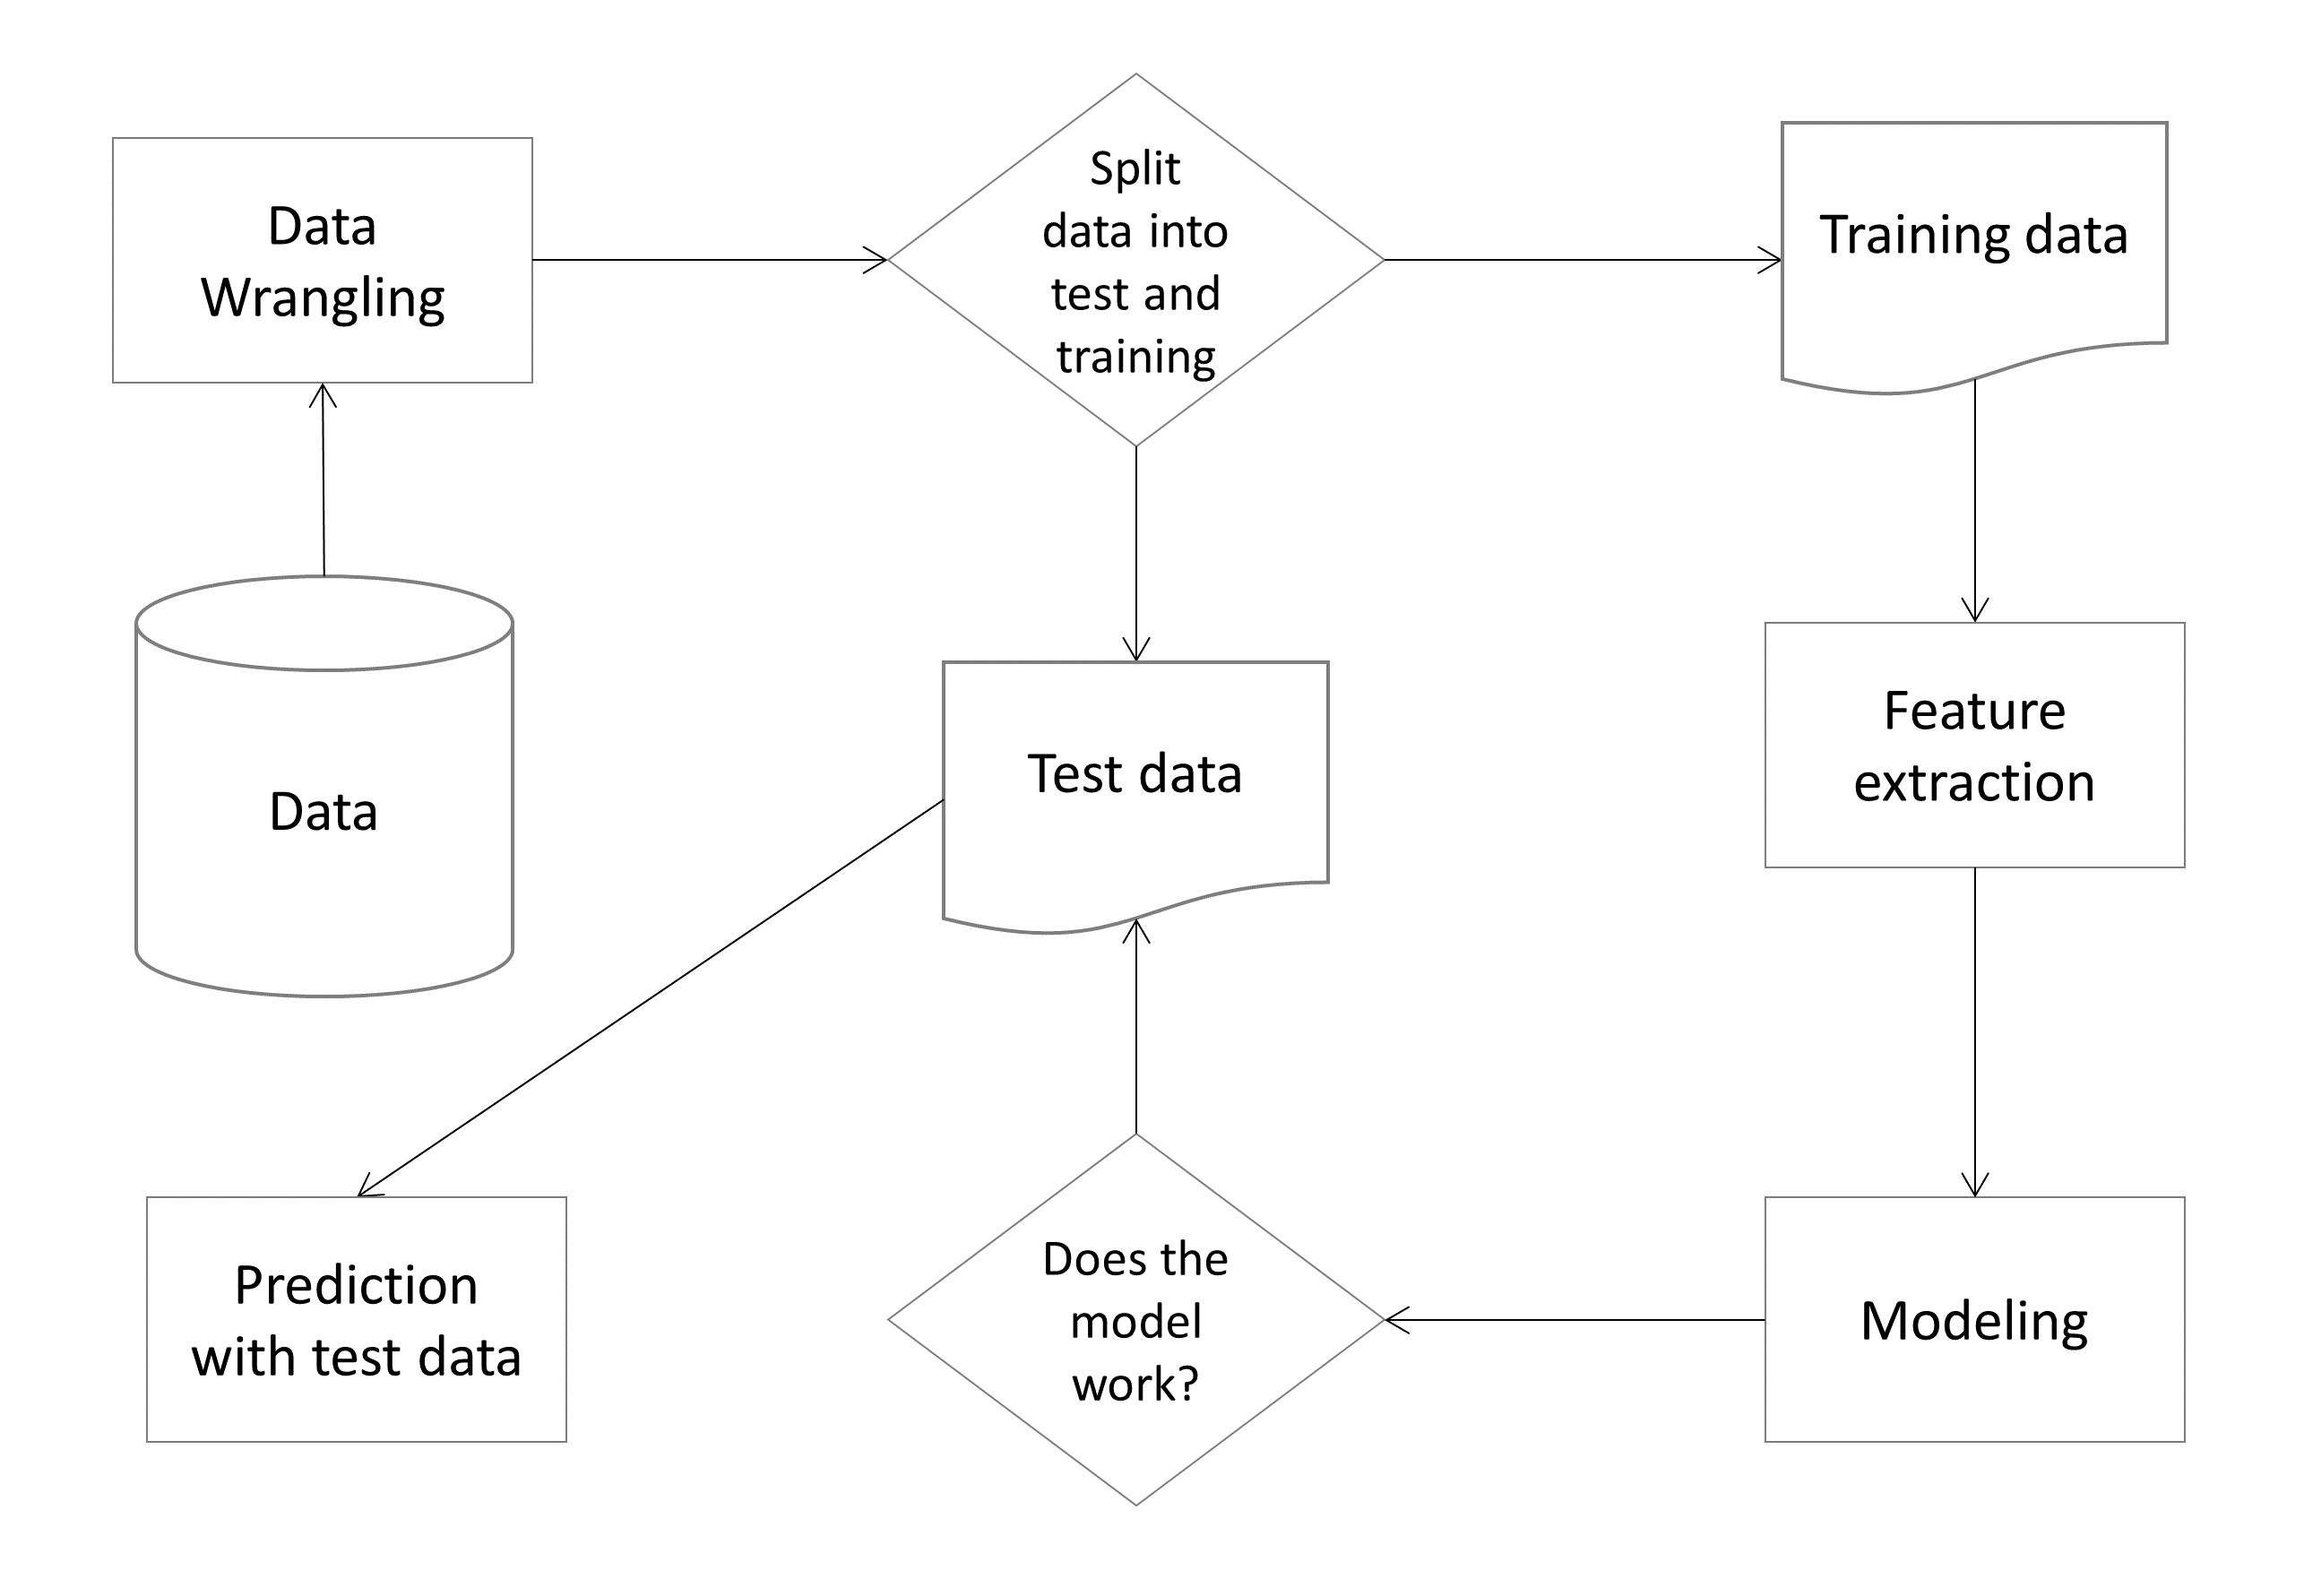 Data
Wrangling
Split
data into
test and
training
Training data
Data
Test data
Feature
extraction
Prediction
with test data
Does the
model
work?
Modeling